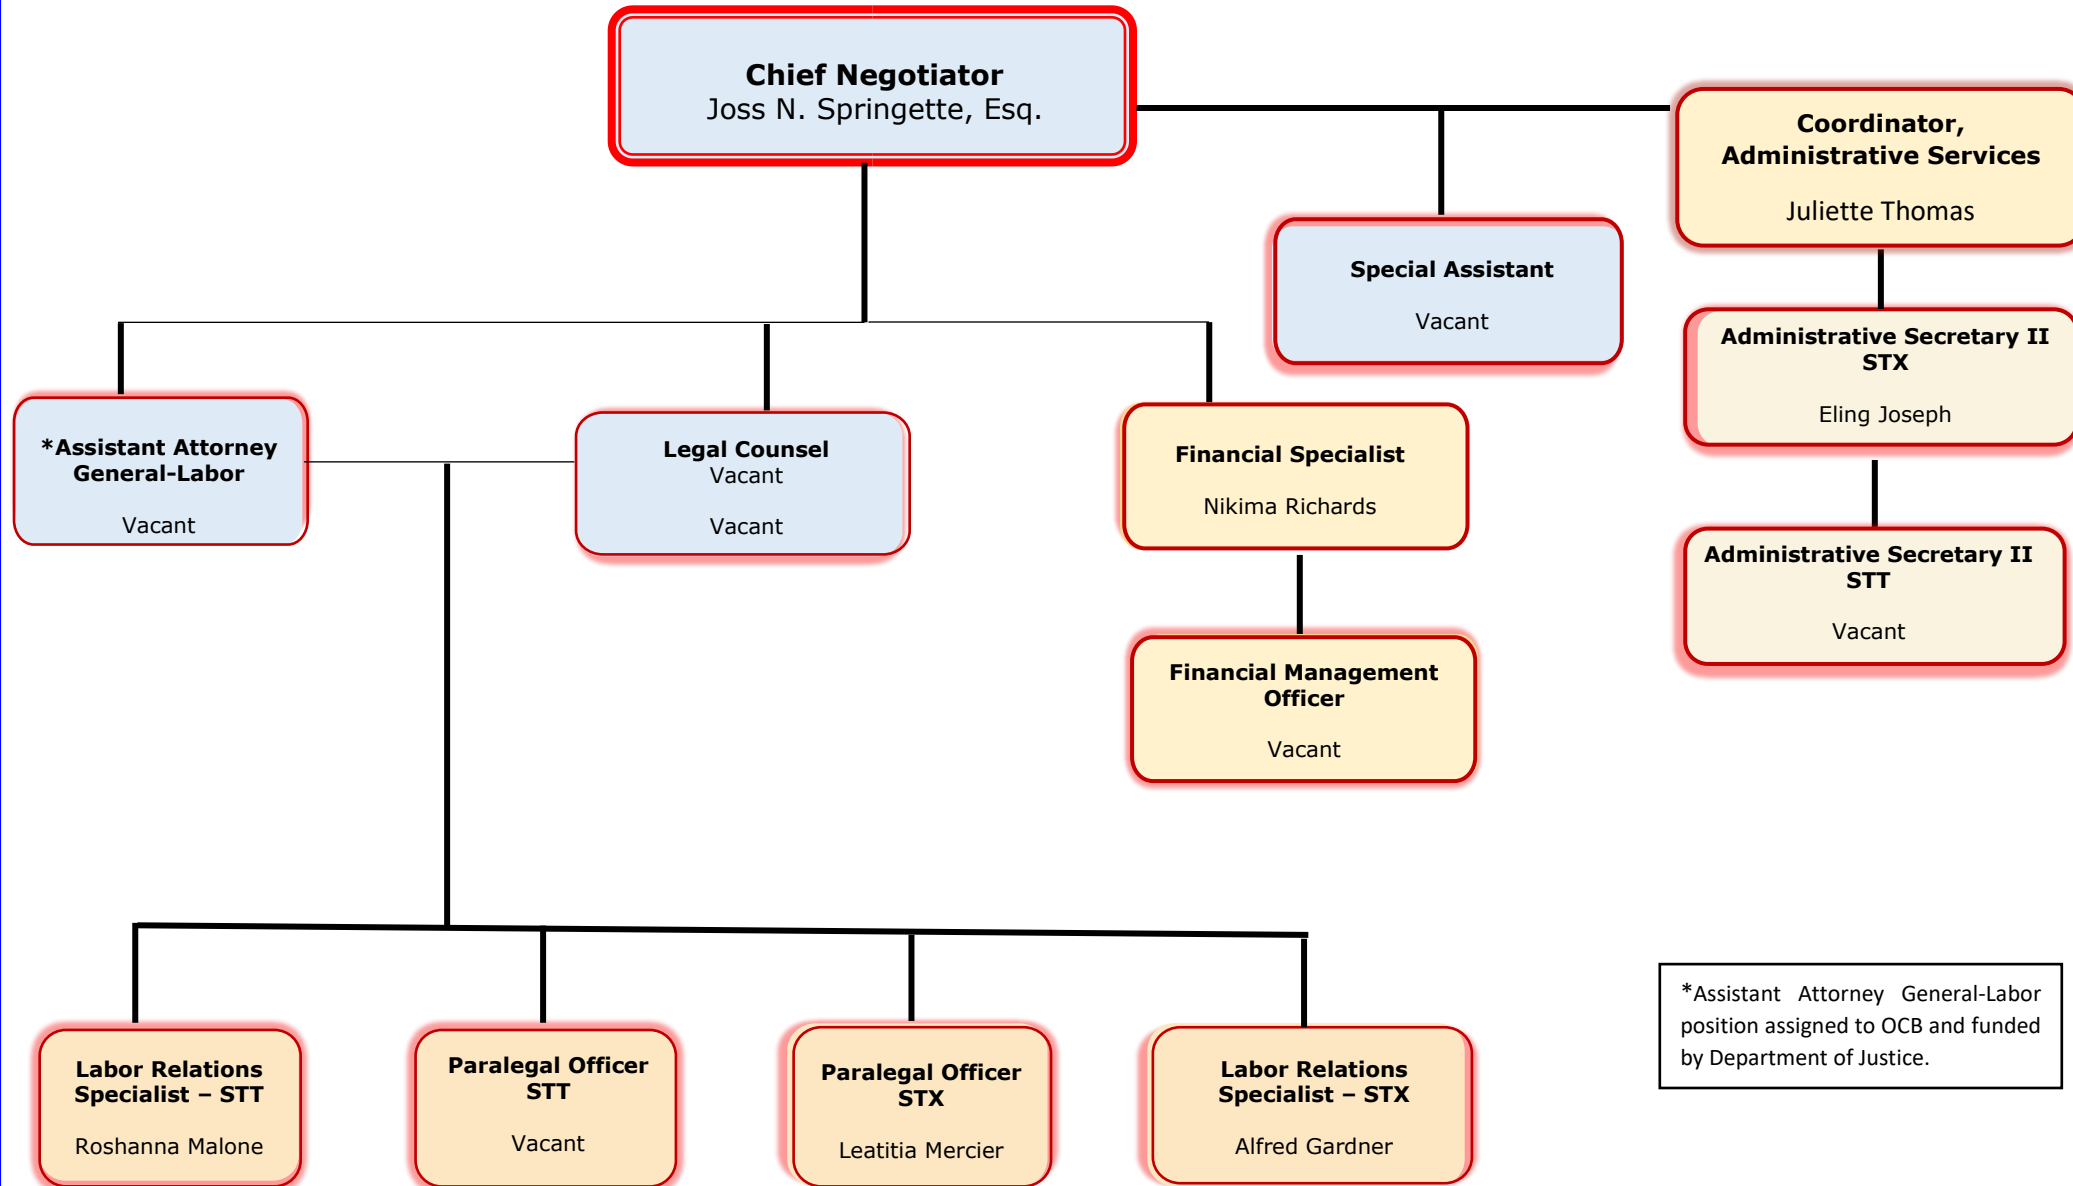 Chief Negotiator
Joss N. Springette, Esq.
Coordinator,
Administrative Services
Juliette Thomas
Special Assistant
Vacant
Administrative Secretary II
STX
Eling Joseph
*Assistant Attorney
General-Labor
Vacant
Legal Counsel
Vacant
Vacant
Financial Specialist
Nikima Richards
Administrative Secretary II
STT
Vacant
Financial Management
Officer
Vacant
Labor Relations
Specialist – STT
Roshanna Malone
Paralegal Officer
STT
Vacant
Paralegal Officer
STX
Leatitia Mercier
Labor Relations
Specialist – STX
Alfred Gardner
*Assistant Attorney General-Labor
position assigned to OCB and funded
by Department of Justice.